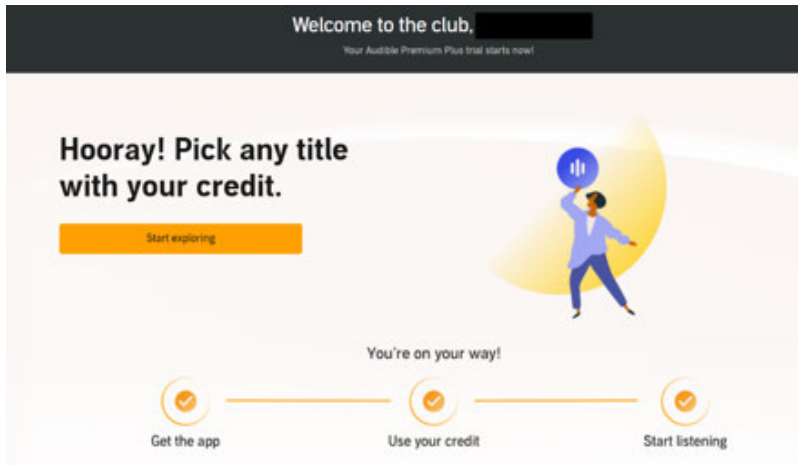 Welcome to the club,
Your Audible Premium Plus trial starts now!
Hooray! Pick any title
with your credit.
Start exploring
You're on your way!
Get the app
Use your credit
Start listening